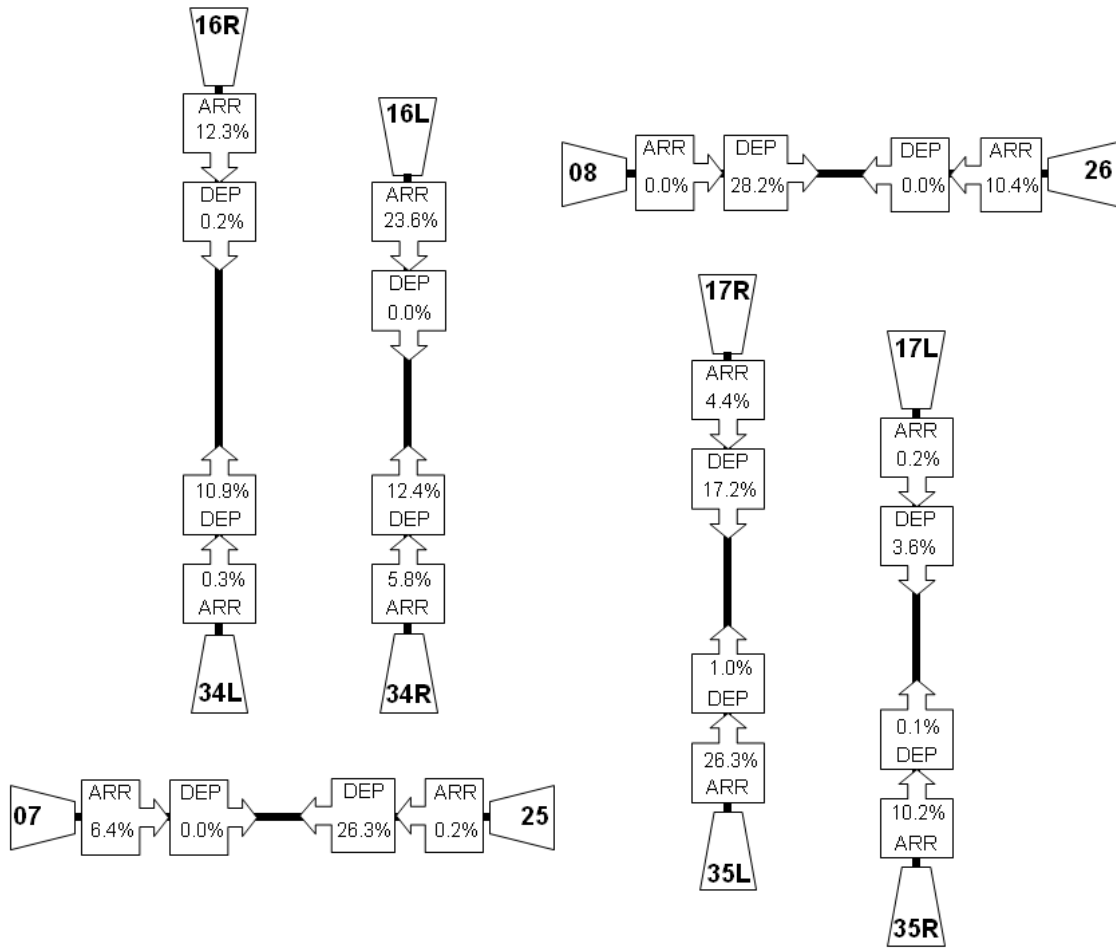 16R
ARR
12.3%
DEP
0.2%
10.9%
DEP
0.3%
ARR
34L
16L
ARR
23.6%
DEP
0.0%
12.4%
DEP
5.8%
ARR
34R
08
ARR
0.0%
DEP
28.2%
DEP
0.0%
ARR
10.4%
26
17R
ARR
4.4%
DEP
17.2%
1.0%
DEP
26.3%
ARR
35L
17L
ARR
0.2%
DEP
3.6%
0.1%
DEP
10.2%
ARR
35R
07
ARR
6.4%
DEP
0.0%
DEP
26.3%
ARR
0.2%
25